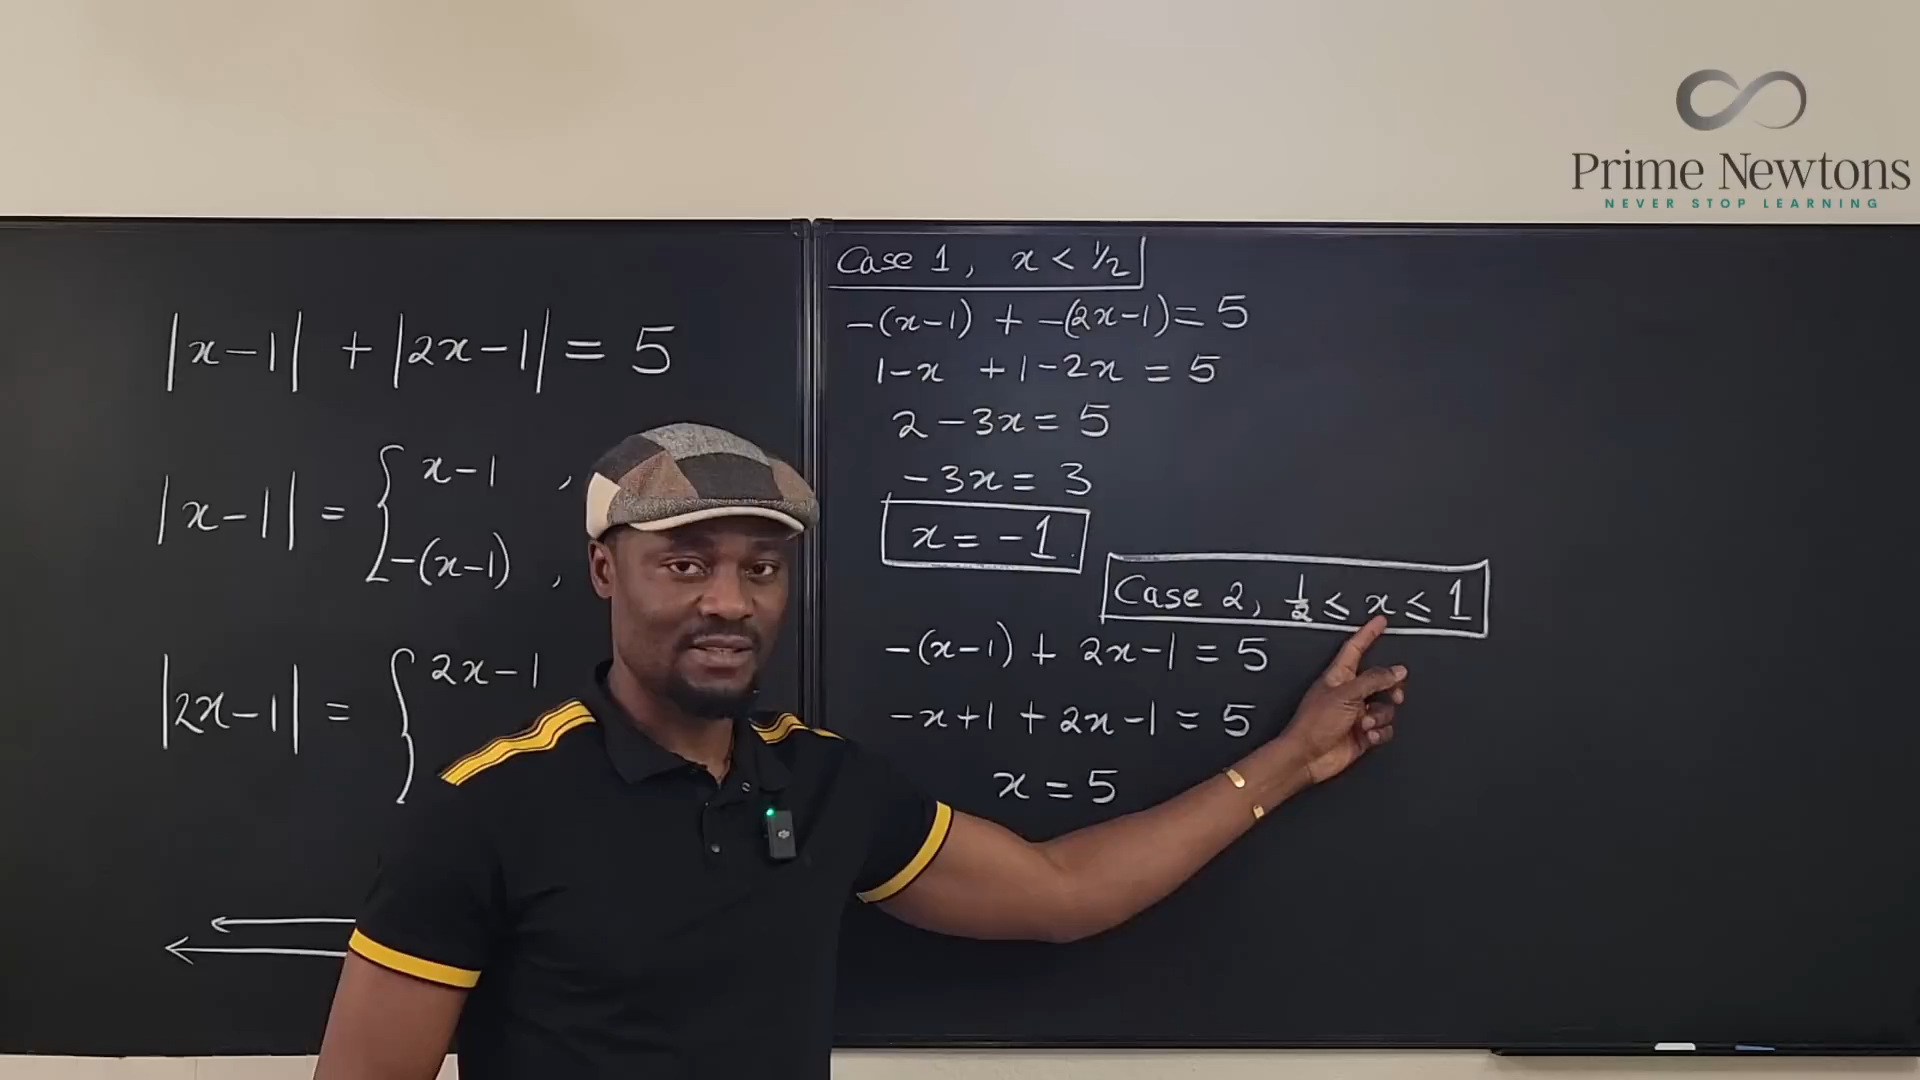 Prime Newtons
NEVER STOP LEARNING
|x-1| + |2x-1| = 5
|x-1| = { x-1 ,
-(x-1) ,
|2x-1| = { 2x-1
Case 1, x < 1/2
-(x-1) + -(2x-1) = 5
1-x + 1-2x = 5
2-3x = 5
-3x = 3
x = -1.
Case 2, 1/2 ≤ x ≤ 1
-(x-1) + 2x-1 = 5
-x+1 + 2x-1 = 5
x = 5